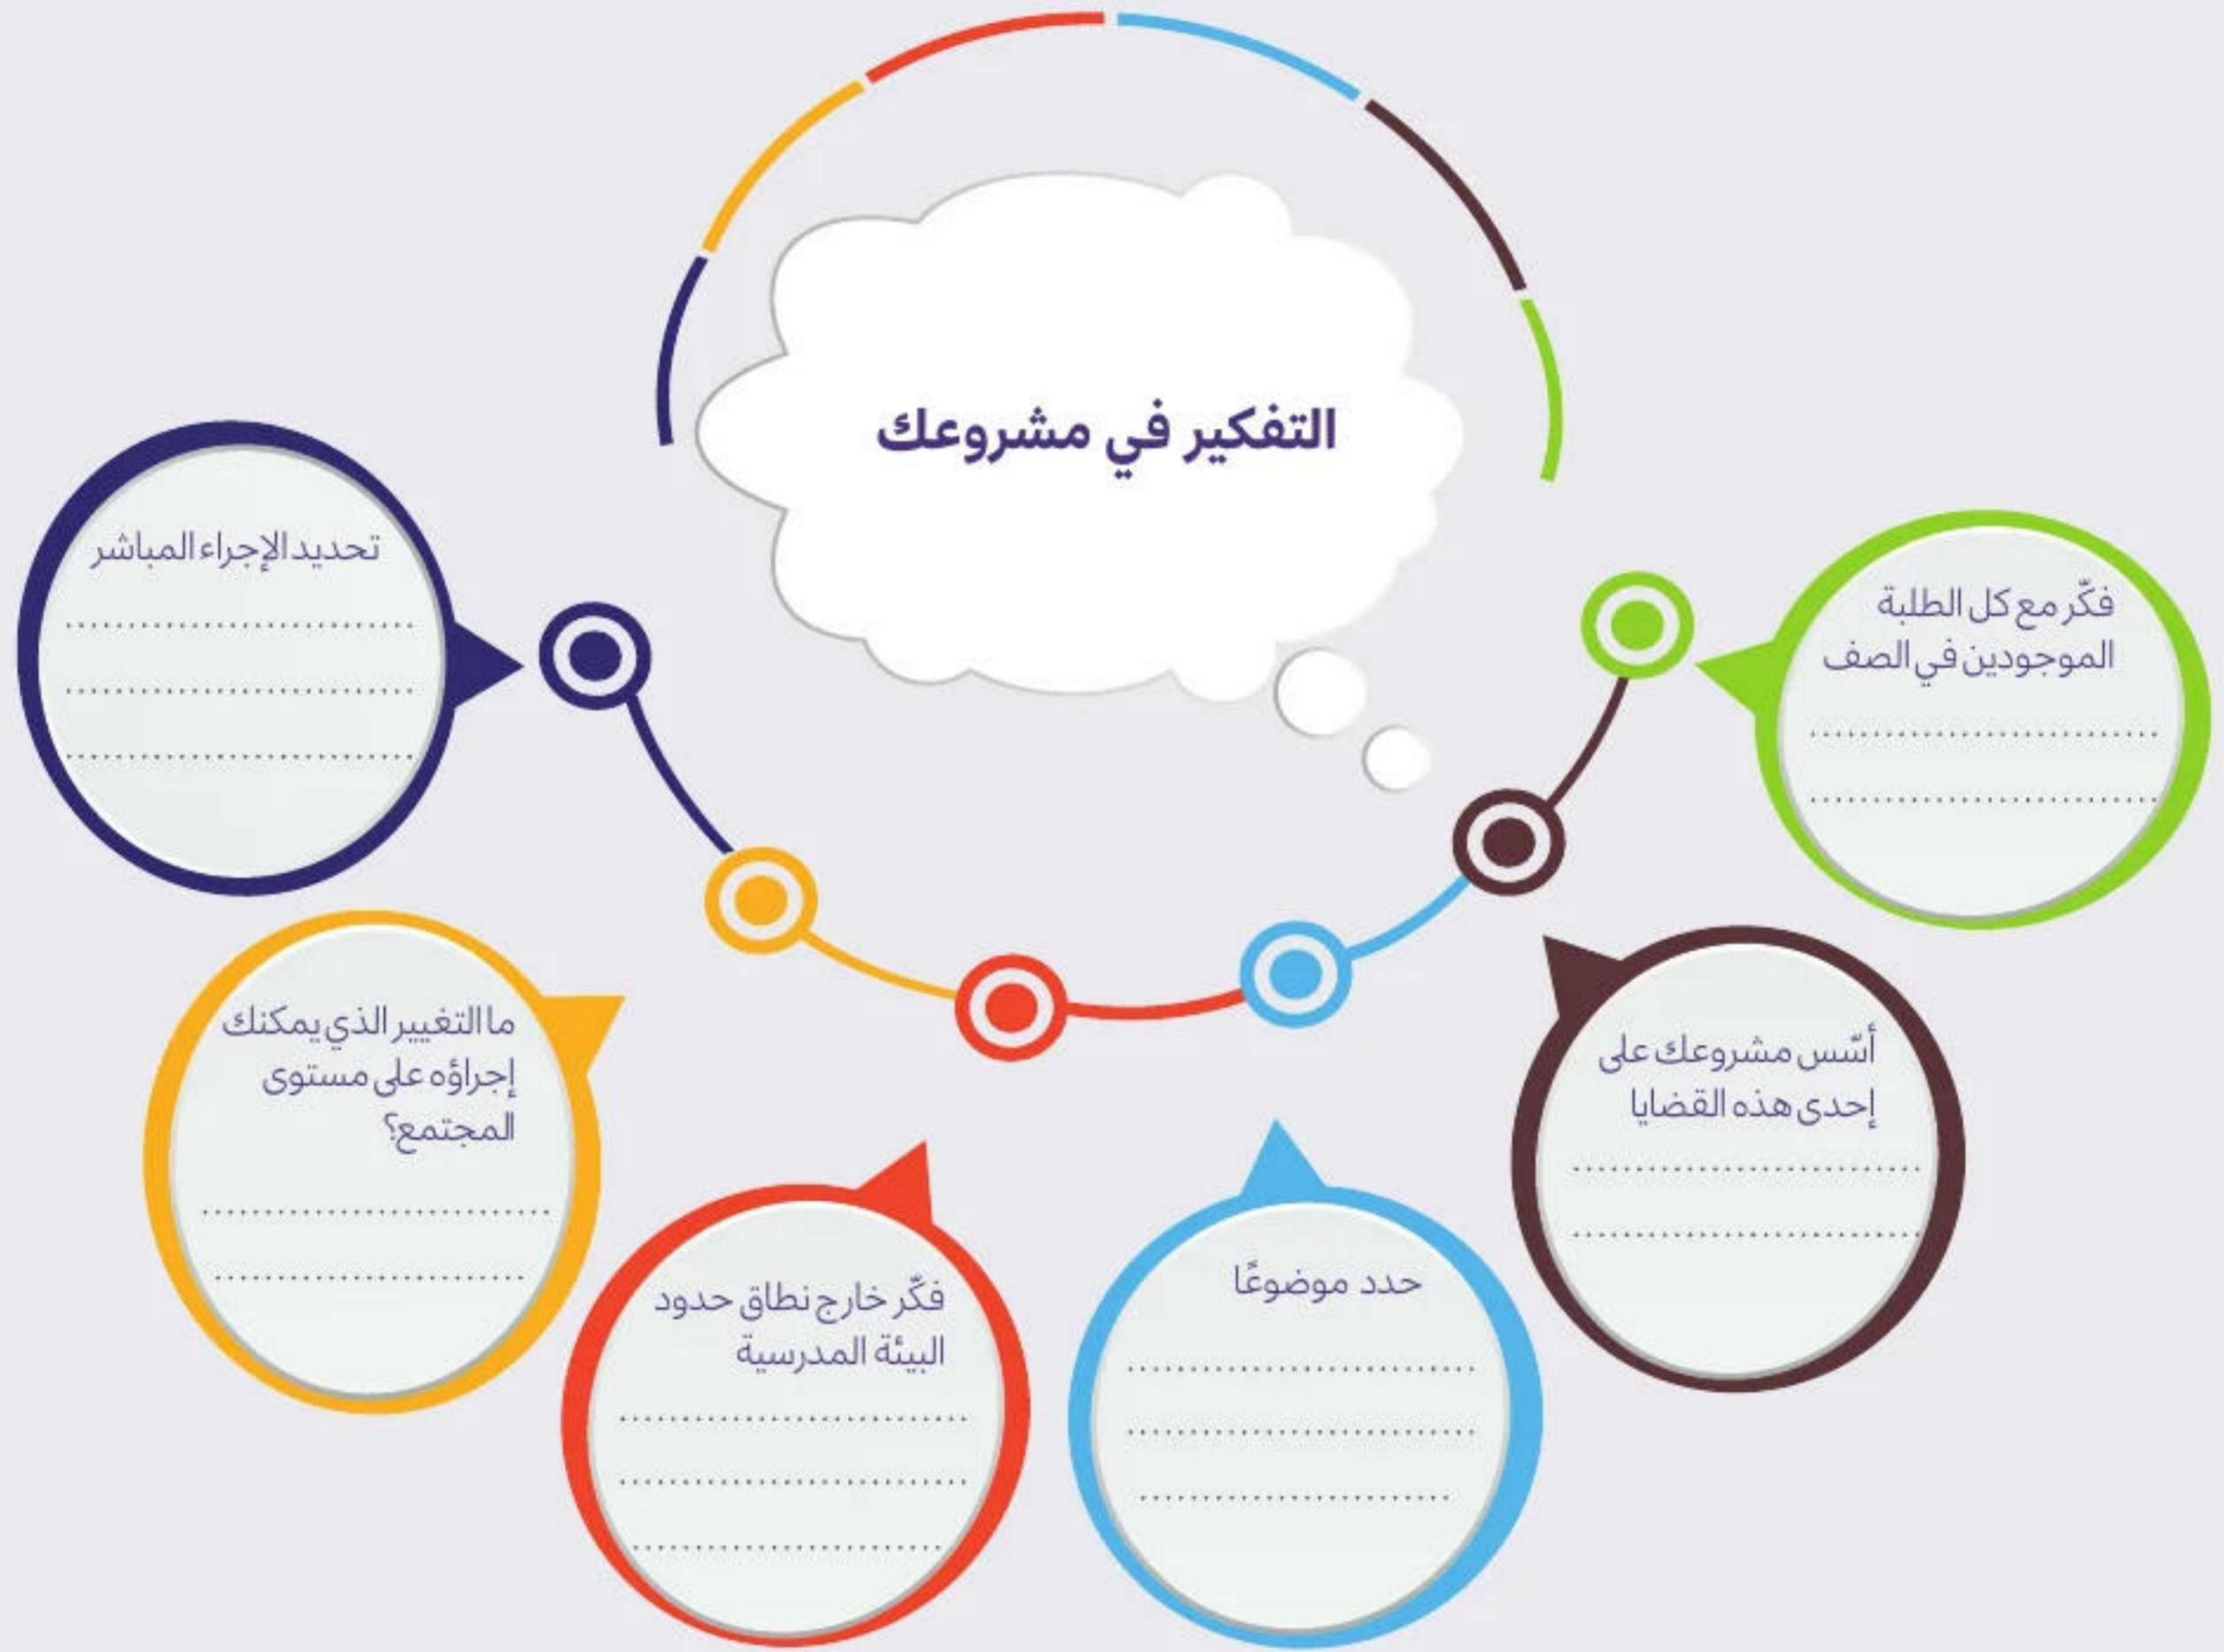 التفكير في مشروعك
فكّر مع كل الطلبة
الموجودين في الصف
أسّس مشروعك على
إحدى هذه القضايا
حدد موضوعًا
فكّر خارج نطاق حدود
البيئة المدرسية
ما التغيير الذي يمكنك
إجراؤه على مستوى
المجتمع؟
تحديد الإجراء المباشر